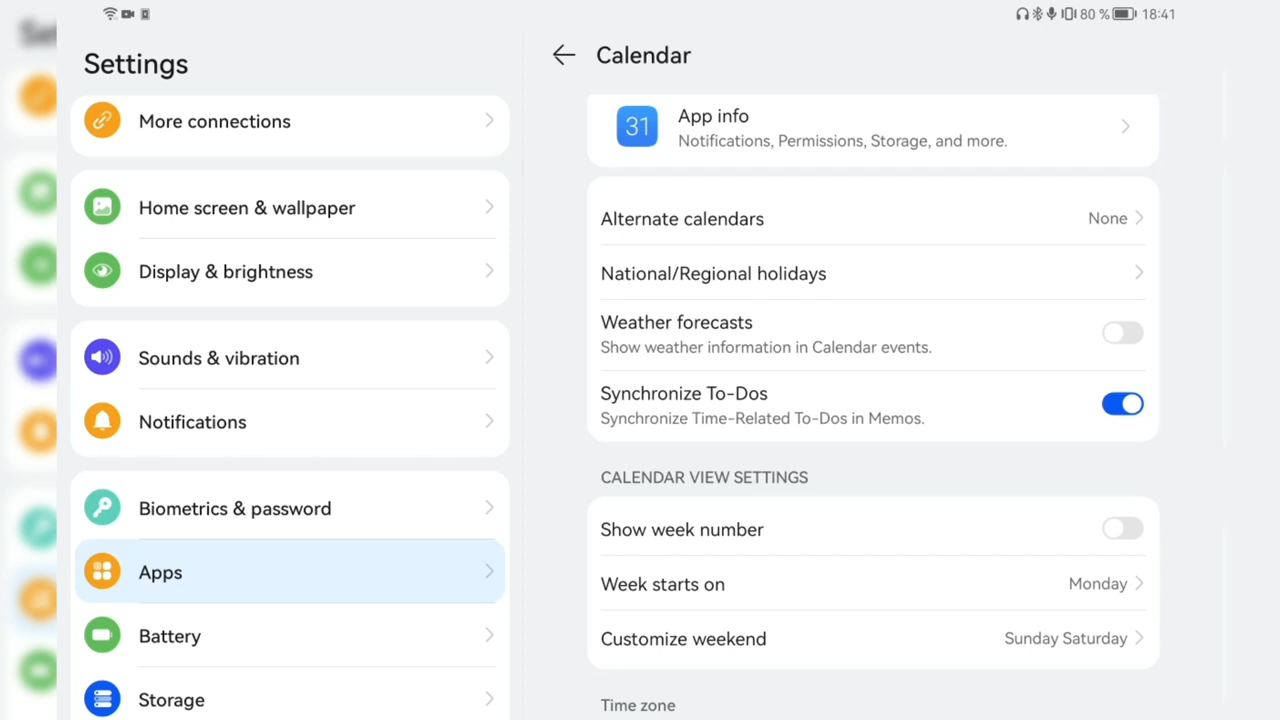 80 % 18:41
Settings
More connections
Home screen & wallpaper
Display & brightness
Sounds & vibration
Notifications
Biometrics & password
Apps
Battery
Storage
Calendar
31
App info
Notifications, Permissions, Storage, and more.
Alternate calendars None
National/Regional holidays
Weather forecasts
Show weather information in Calendar events.
Synchronize To-Dos
Synchronize Time-Related To-Dos in Memos.
CALENDAR VIEW SETTINGS
Show week number
Week starts on Monday
Customize weekend Sunday Saturday
Time zone